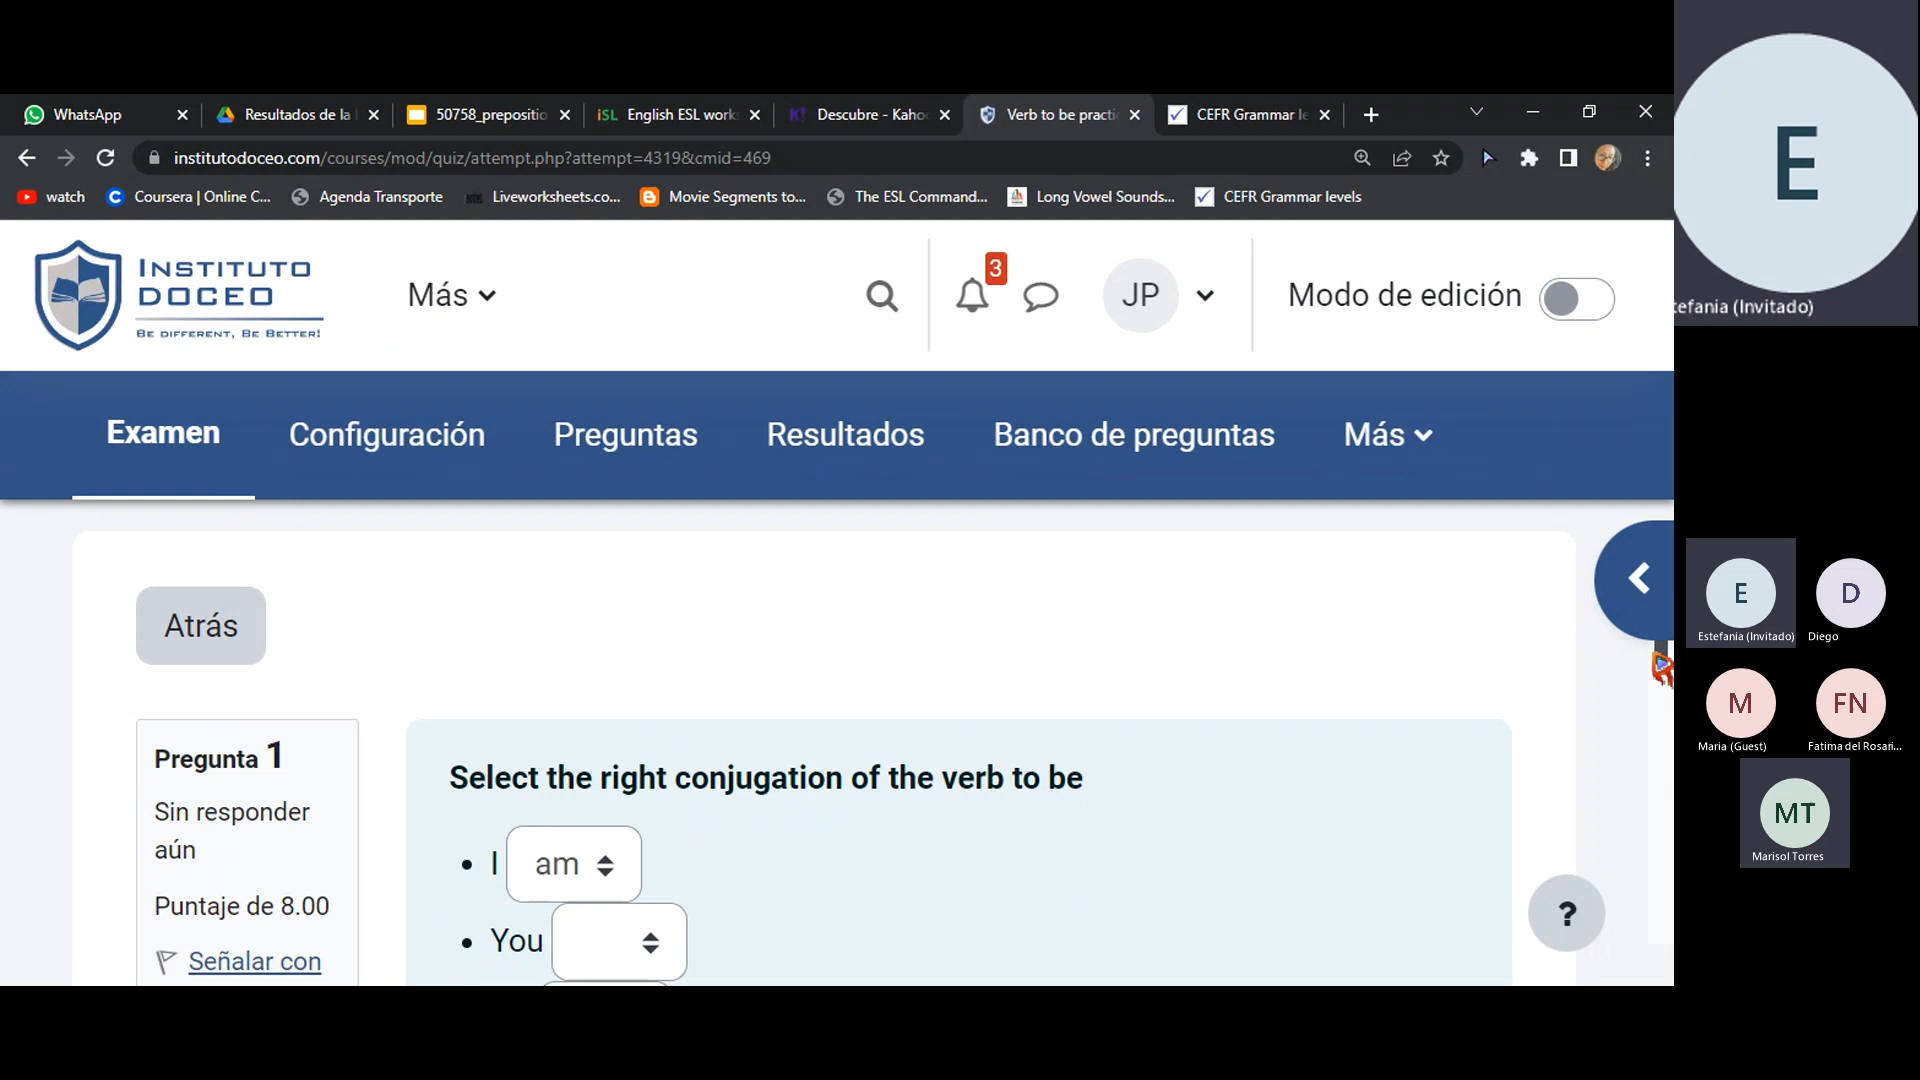 WhatsApp
Resultados de la
50758_prepositio
iSL English ESL work
K! Descubre - Kahoo
Verb to be practi
CEFR Grammar le
institutodoceo.com/courses/mod/quiz/attempt.php?attempt=4319&cmid=469
watch
Coursera | Online C...
Agenda Transporte
Liveworksheets.co...
Movie Segments to...
The ESL Command...
Long Vowel Sounds...
CEFR Grammar levels
INSTITUTO
DOCEO
BE DIFFERENT, BE BETTER!
Más
3
JP
Modo de edición
Examen
Configuración
Preguntas
Resultados
Banco de preguntas
Más
Atrás
Pregunta 1
Sin responder
aún
Puntaje de 8.00
Señalar con
Select the right conjugation of the verb to be
• I am
• You
?
E
tefania (Invitado)
E
Estefania (Invitado)
D
Diego
M
Maria (Guest)
FN
Fatima del Rosari...
MT
Marisol Torres